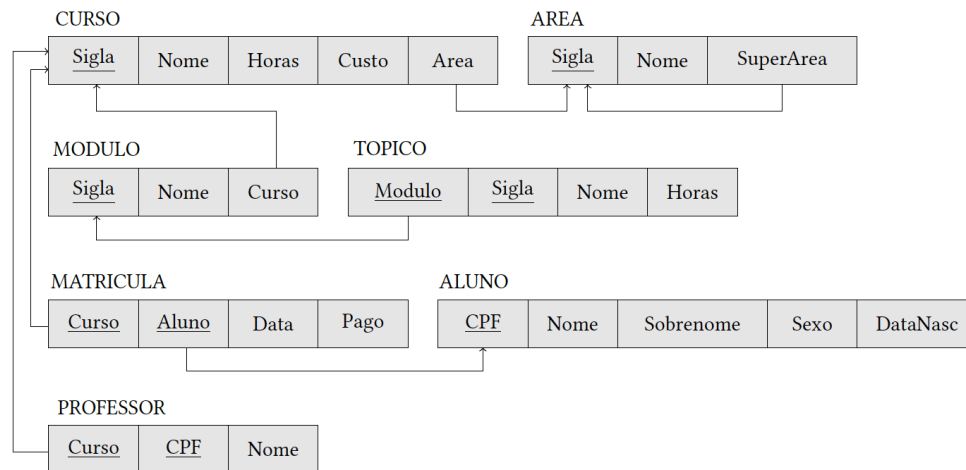 CURSO AREA
Sigla Nome Horas Custo Area Sigla Nome SuperArea
MODULO TOPICO
Sigla Nome Curso Modulo Sigla Nome Horas
MATRICULA ALUNO
Curso Aluno Data Pago CPF Nome Sobrenome Sexo DataNasc
PROFESSOR
Curso CPF Nome